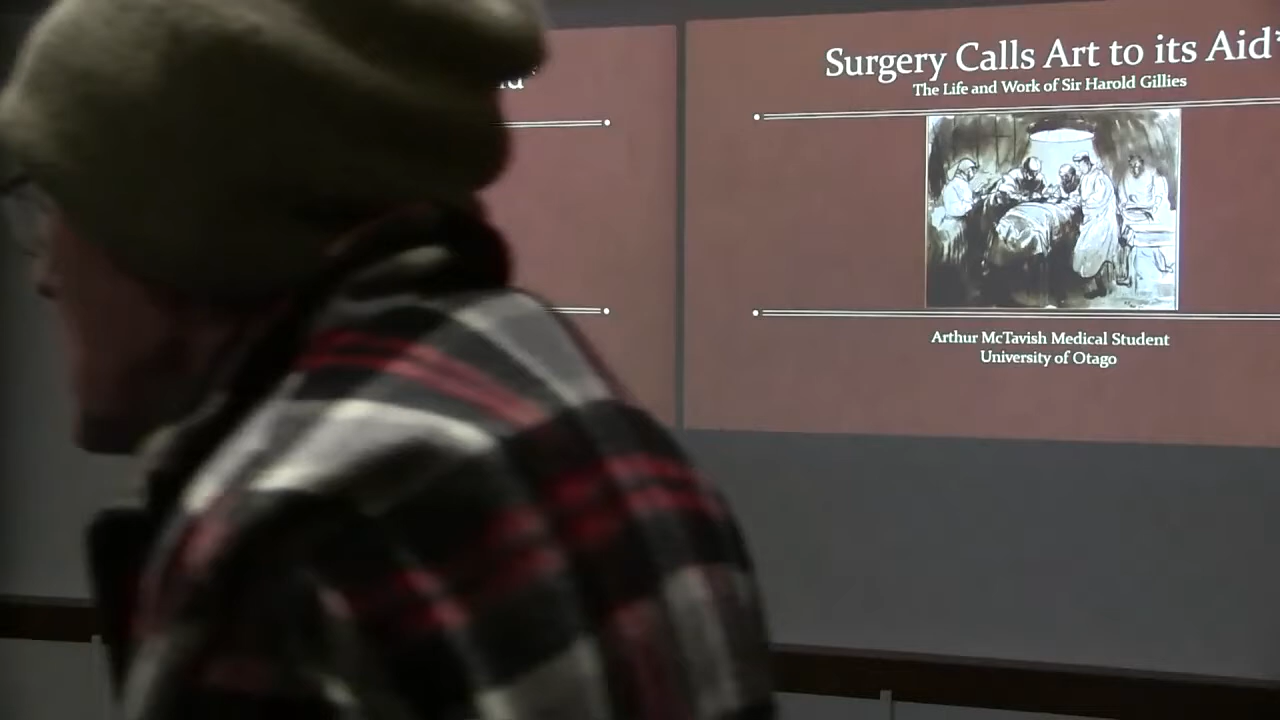 Surgery Calls Art to its Aid*
The Life and Work of Sir Harold Gillies
Arthur McTavish Medical Student
University of Otago